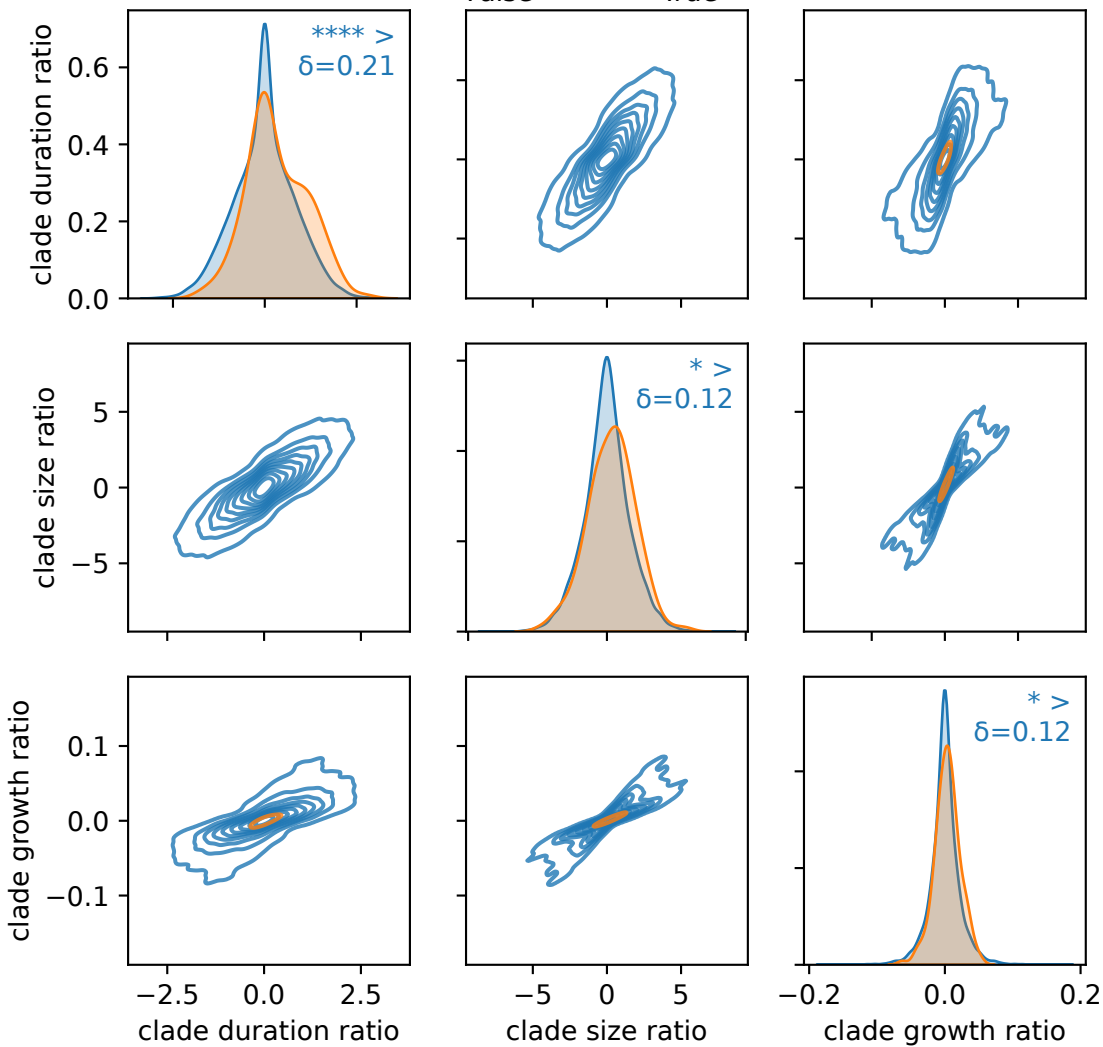 clade duration ratio
0.6
0.4
0.2
0.0
**** >
δ=0.21
clade size ratio
5
0
−5
* >
δ=0.12
clade growth ratio
0.1
0.0
−0.1
* >
δ=0.12
−2.5 0.0 2.5
−5 0 5
−0.2 0.0 0.2
clade duration ratio
clade size ratio
clade growth ratio